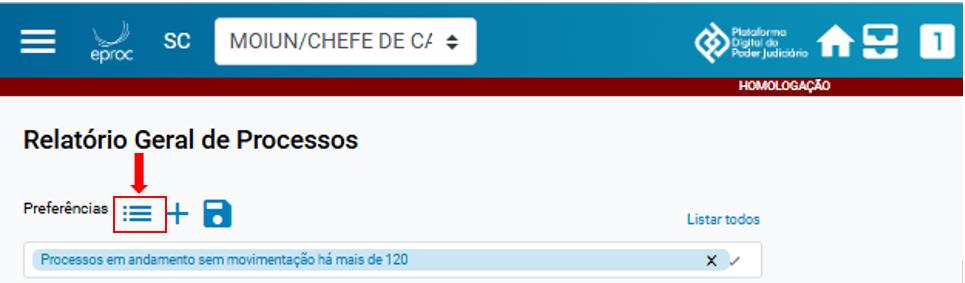 eproc
SC
MOIUN/CHEFE DE CA
Plataforma
Digital do
Poder Judiciário
1
HOMOLOGAÇÃO
Relatório Geral de Processos
Preferências
Listar todos
Processos em andamento sem movimentação há mais de 120 X